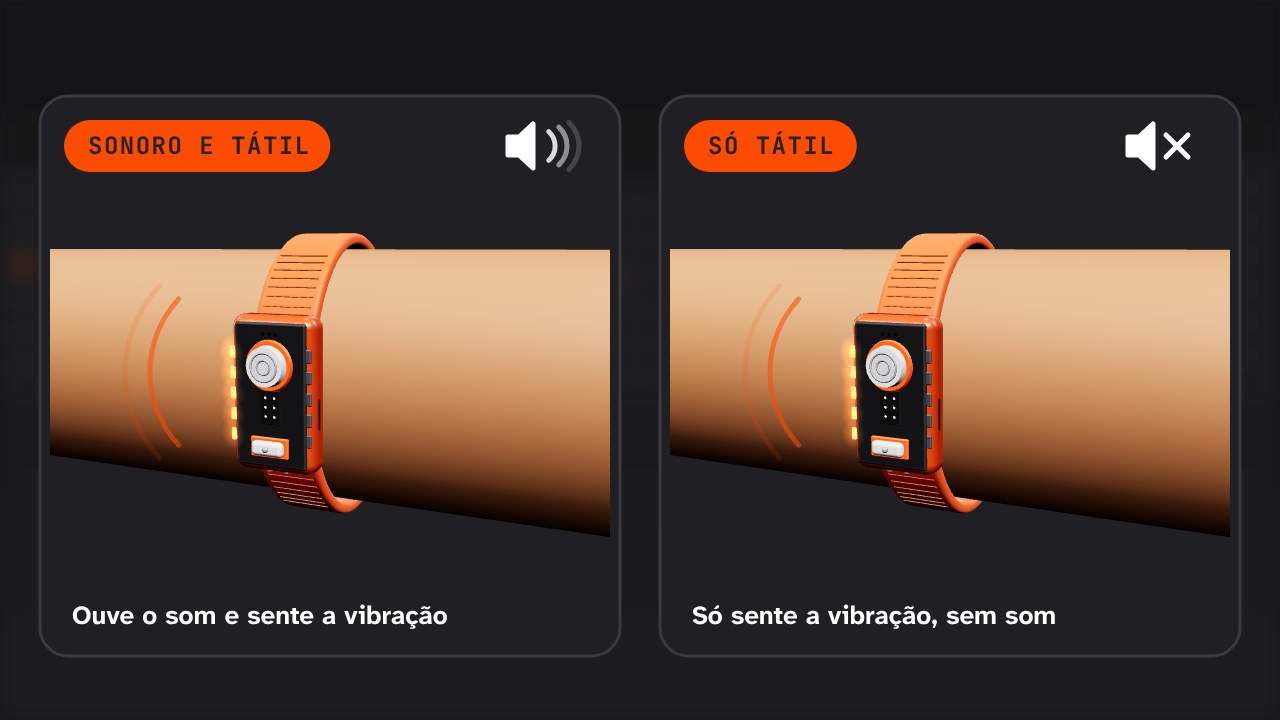 SONORO E TÁTIL
Ouve o som e sente a vibração
SÓ TÁTIL
Só sente a vibração, sem som